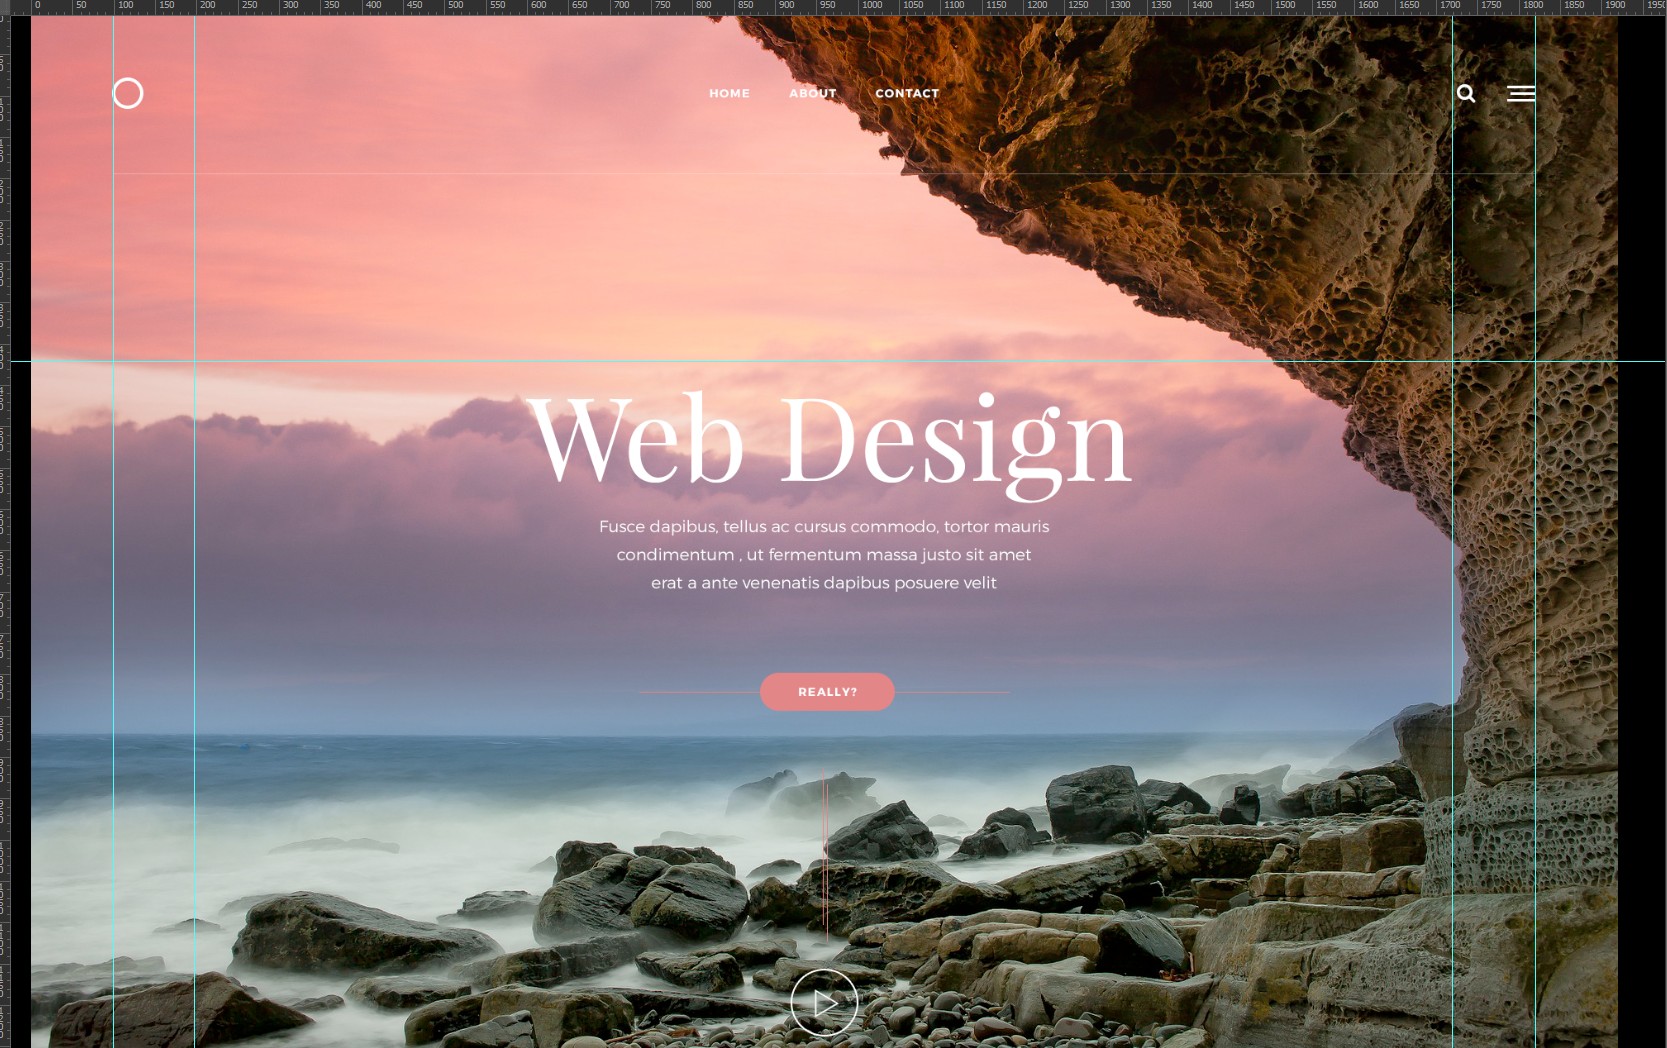 0 50 100 150 200 250 300 350 400 450 500 550 600 650 700 750 800 850 900 950 1000 1050 1100 1150 1200 1250 1300 1350 1400 1450 1500 1550 1600 1650 1700 1750 1800 1850 1900 1950
HOME ABOUT CONTACT
Web Design
Fusce dapibus, tellus ac cursus commodo, tortor mauris
condimentum , ut fermentum massa justo sit amet
erat a ante venenatis dapibus posuere velit
REALLY?